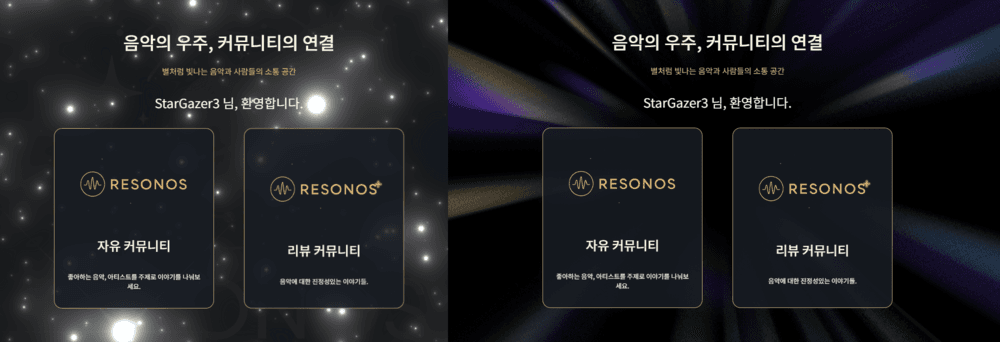 음악의 우주, 커뮤니티의 연결
별처럼 빛나는 음악과 사람들의 소통 공간
StarGazer3 님, 환영합니다.
RESONOS
자유 커뮤니티
좋아하는 음악, 아티스트를 주제로 이야기를 나눠보
세요.
RESONOS
리뷰 커뮤니티
음악에 대한 진정성있는 이야기들.
음악의 우주, 커뮤니티의 연결
별처럼 빛나는 음악과 사람들의 소통 공간
StarGazer3 님, 환영합니다.
RESONOS
자유 커뮤니티
좋아하는 음악, 아티스트를 주제로 이야기를 나눠보
세요.
RESONOS
리뷰 커뮤니티
음악에 대한 진정성있는 이야기들.